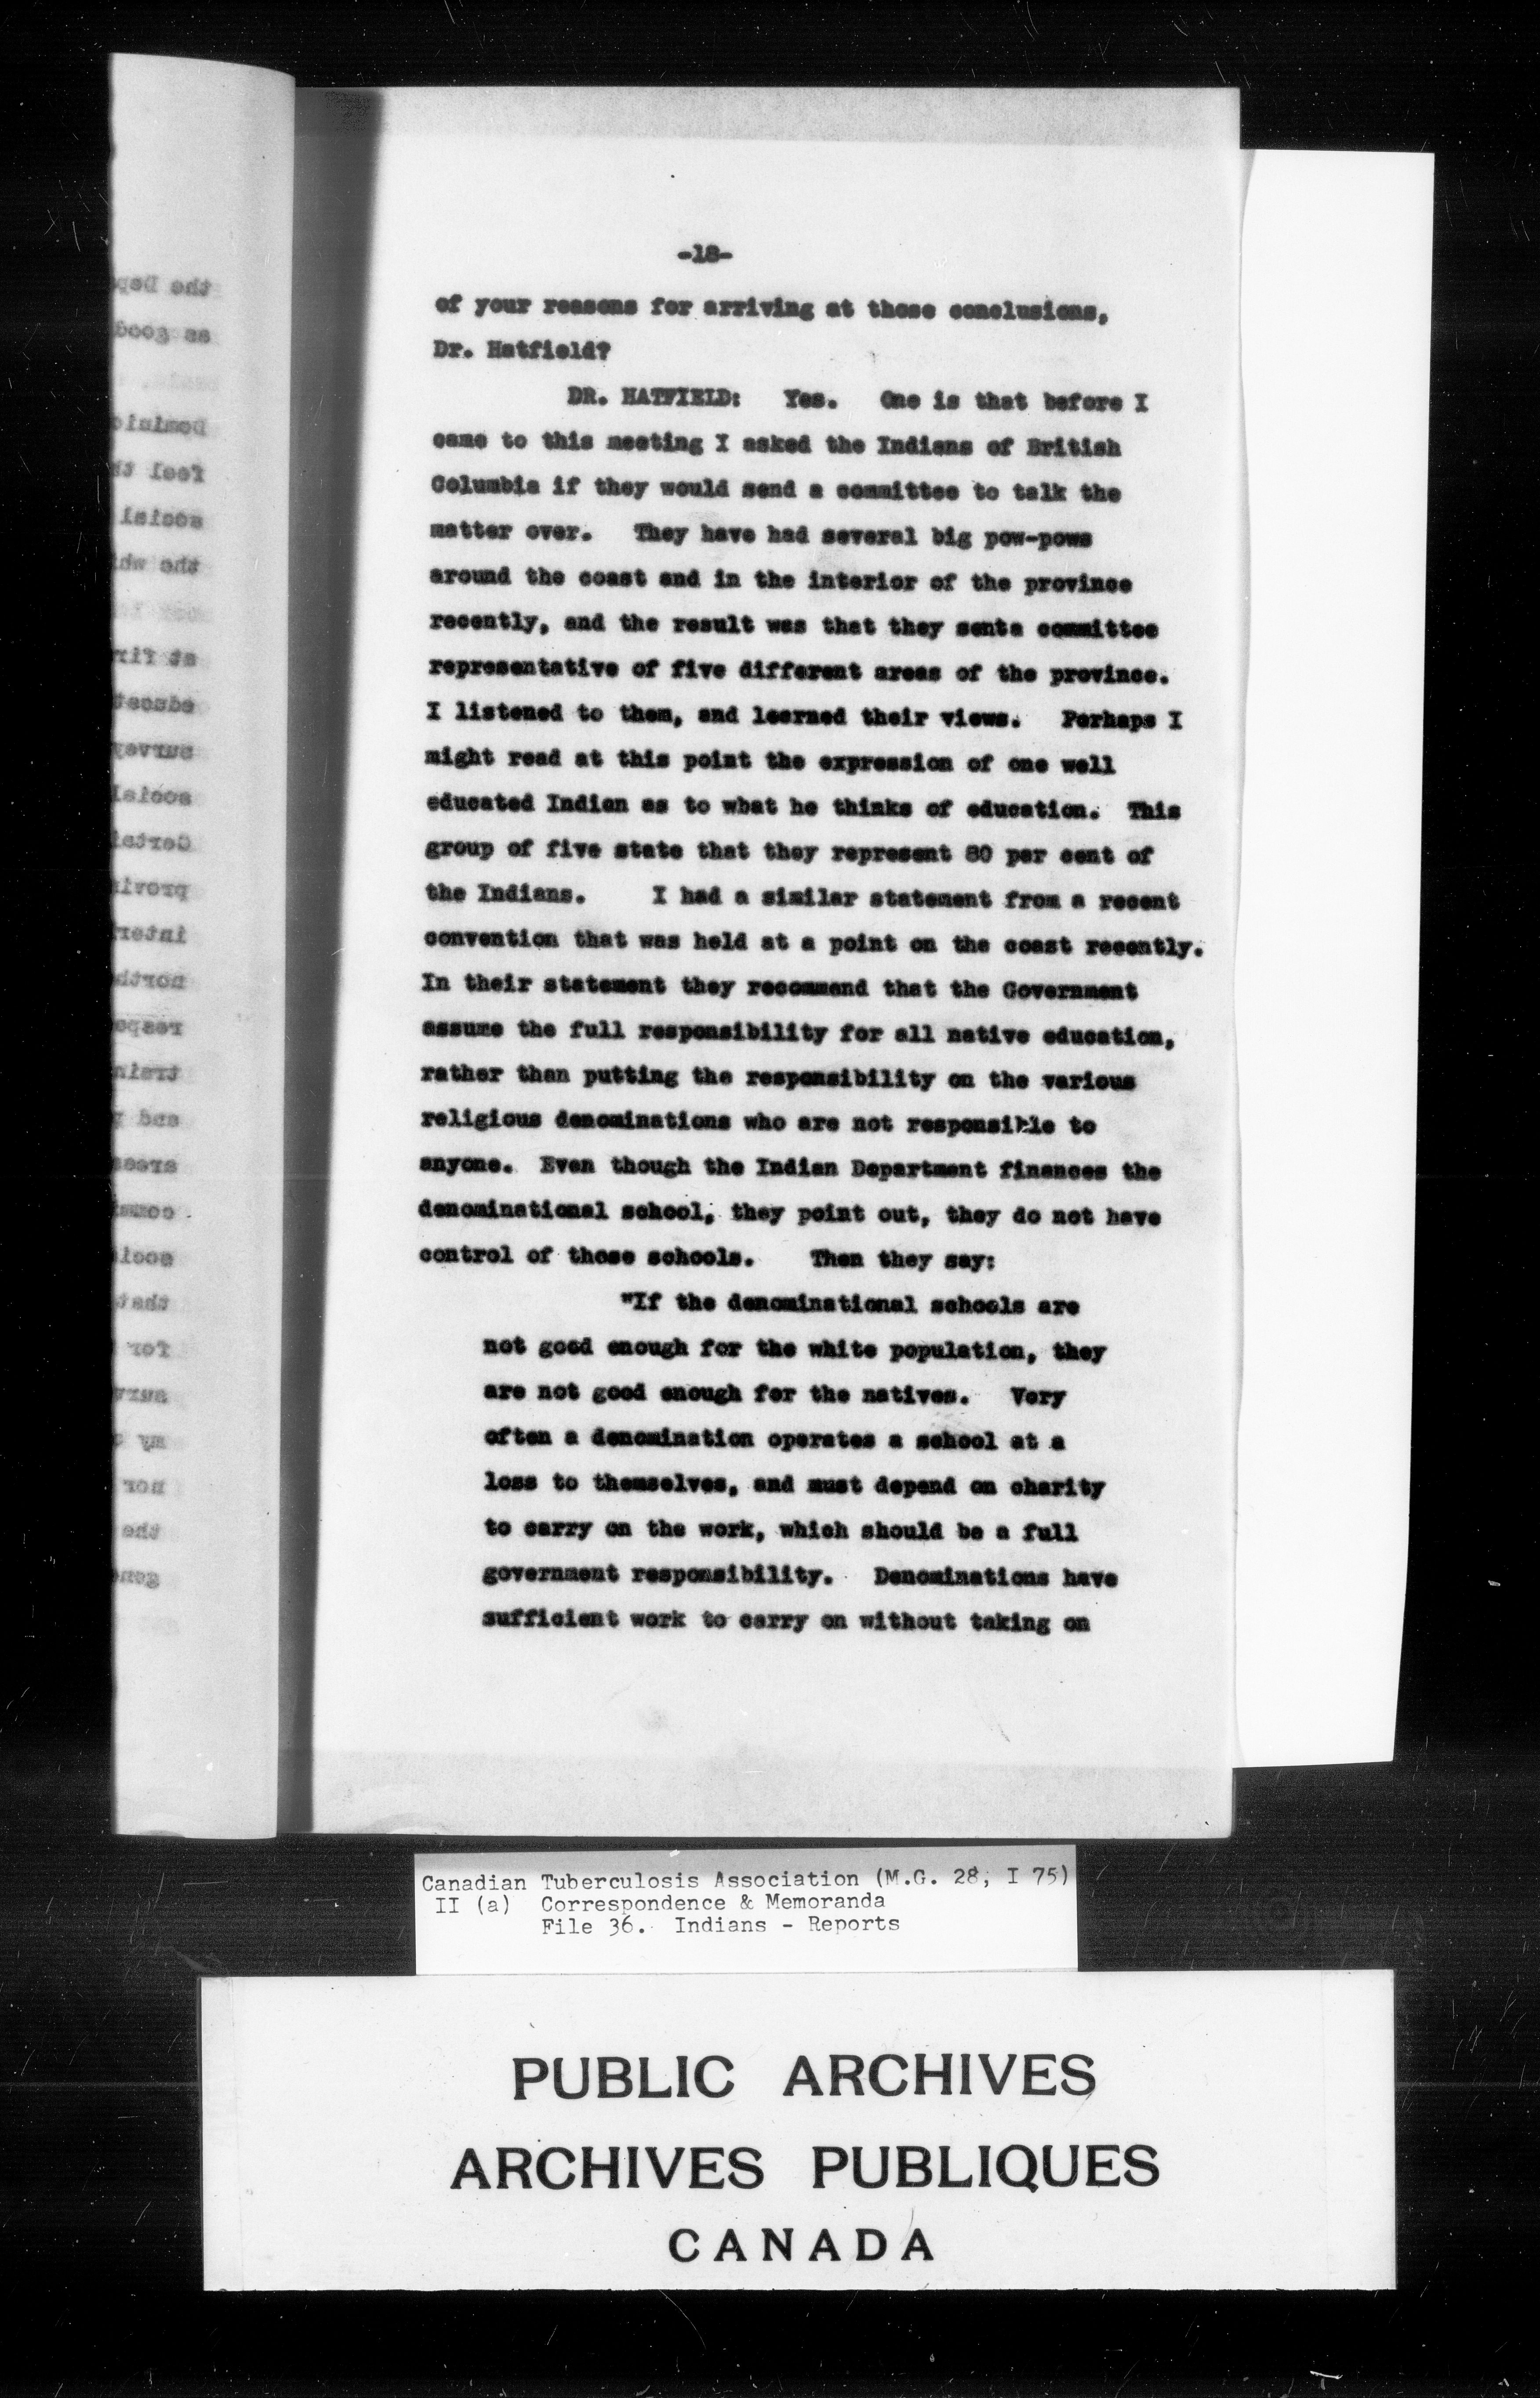 -18-
of your reasons for arriving at those conclusions,
Dr. Hatfield?
DR. HATFIELD: Yes. One is that before I
came to this meeting I asked the Indians of British
Columbia if they would send a committee to talk the
matter over. They have had several big pow-pows
around the coast and in the interior of the province
recently, and the result was that they senta committee
representative of five different areas of the province.
I listened to them, and learned their views. Perhaps I
might read at this point the expression of one well
educated Indian as to what he thinks of education. This
group of five state that they represent 80 per cent of
the Indians. I had a similar statement from a recent
convention that was held at a point on the coast recently.
In their statement they recommend that the Government
assume the full responsibility for all native education,
rather than putting the responsibility on the various
religious denominations who are not responsible to
anyone. Even though the Indian Department finances the
denominational school, they point out, they do not have
control of those schools. Then they say:
"If the denominational schools are
not good enough for the white population, they
are not good enough for the natives. Very
often a denomination operates a school at a
loss to themselves, and must depend on charity
to carry on the work, which should be a full
government responsibility. Denominations have
sufficient work to carry on without taking on
Canadian Tuberculosis Association (M.G. 28, I 75)
II (a) Correspondence & Memoranda
File 36. Indians - Reports
PUBLIC ARCHIVES
ARCHIVES PUBLIQUES
CANADA